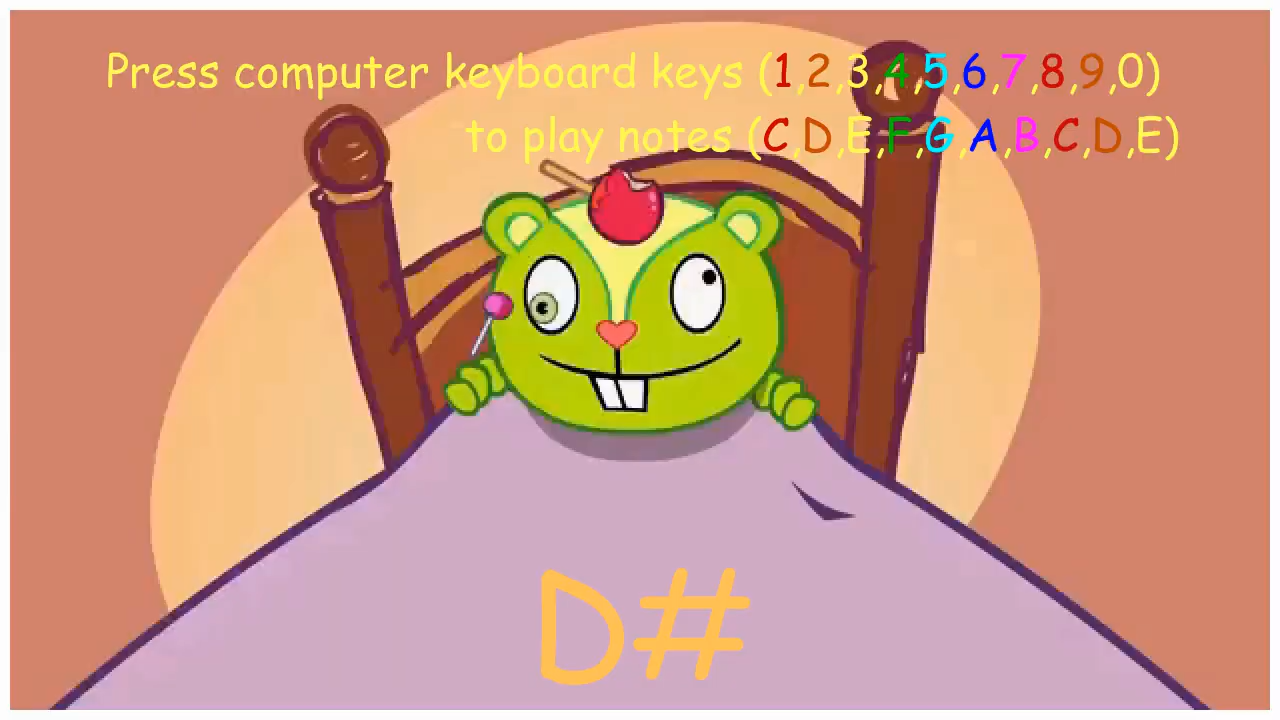 Press computer keyboard keys (1,2,3,4,5,6,7,8,9,0)
to play notes (C,D,E,F,G,A,B,C,D,E)
D#